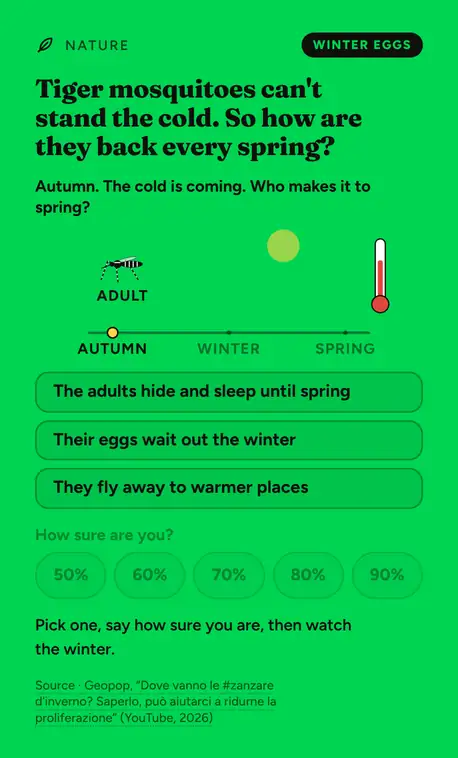 NATURE
WINTER EGGS
Tiger mosquitoes can't
stand the cold. So how are
they back every spring?
Autumn. The cold is coming. Who makes it to
spring?
ADULT
AUTUMN WINTER SPRING
The adults hide and sleep until spring
Their eggs wait out the winter
They fly away to warmer places
How sure are you?
50% 60% 70% 80% 90%
Pick one, say how sure you are, then watch
the winter.
Source · Geopop, "Dove vanno le #zanzare
d'inverno? Saperlo, può aiutarci a ridurne la
proliferazione" (YouTube, 2026)